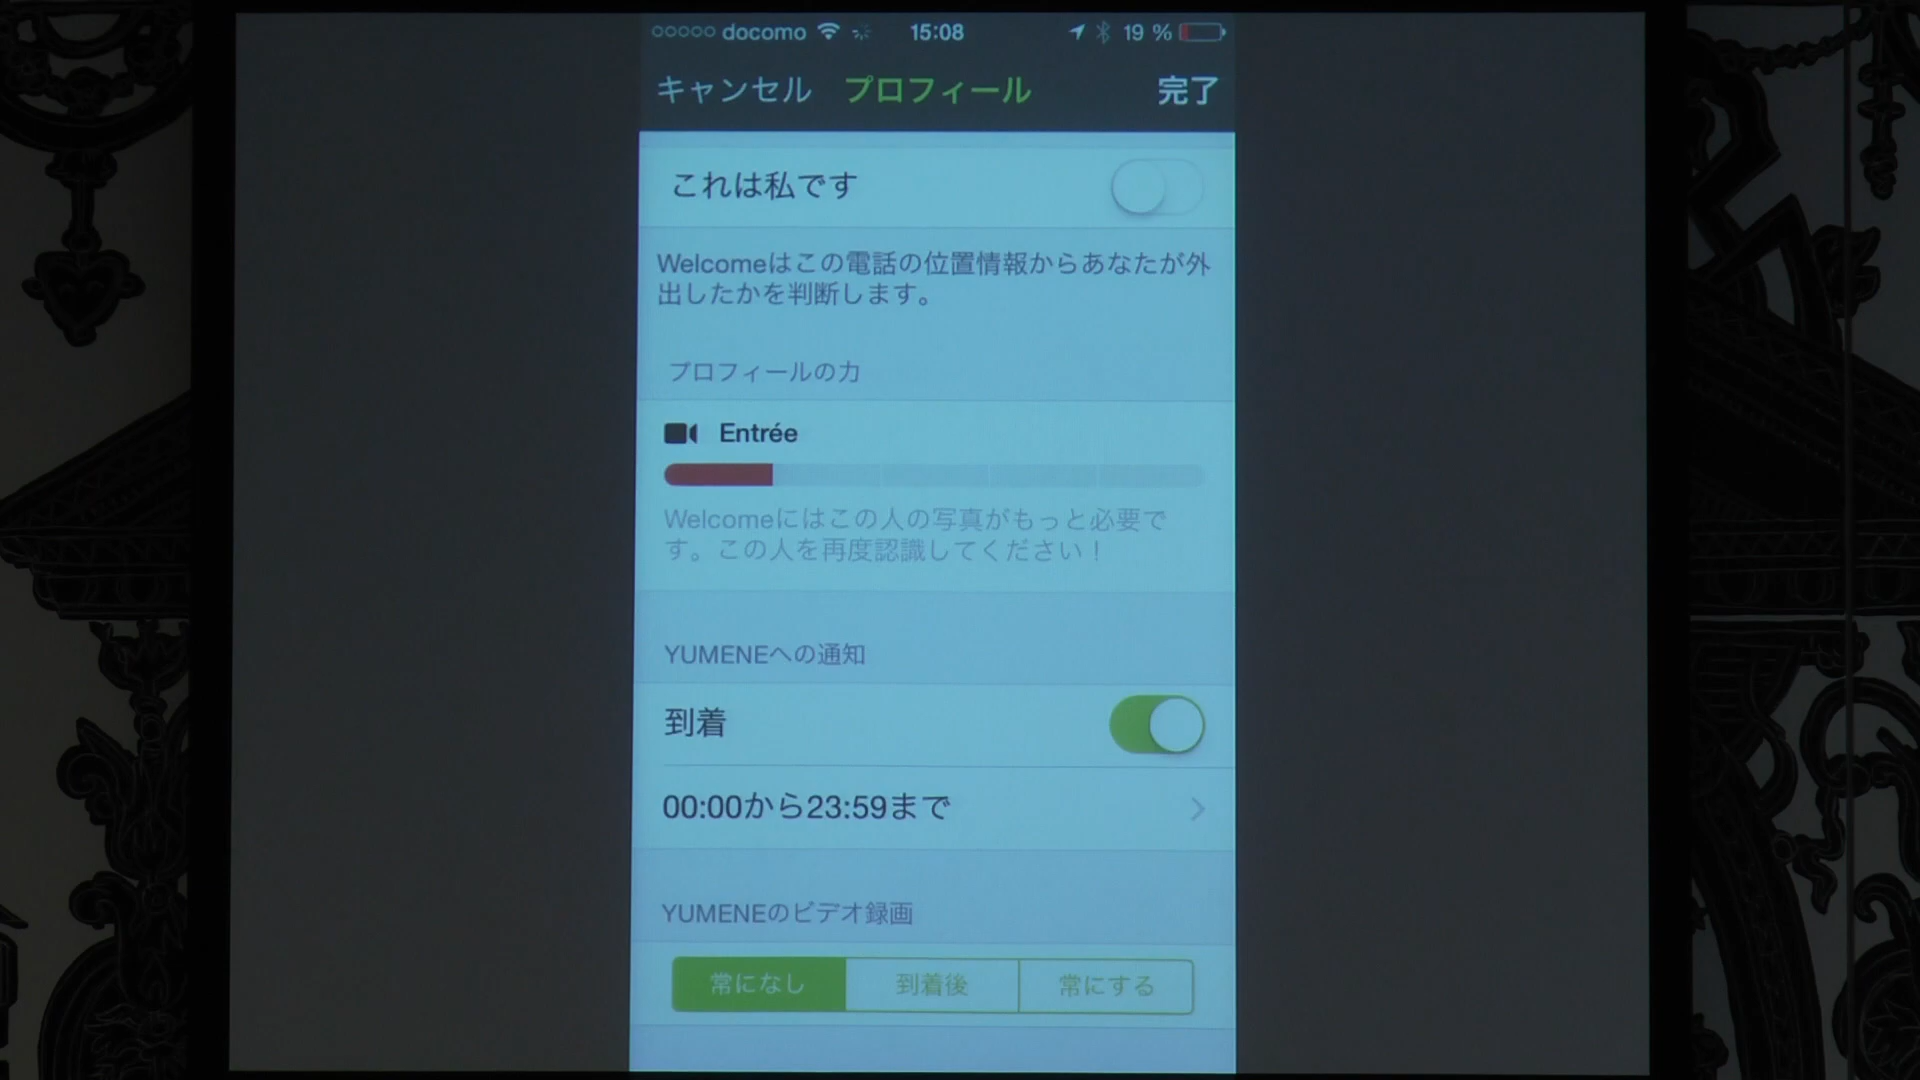 docomo 15:08 19 %
キャンセル プロフィール 完了
これは私です
Welcomeはこの電話の位置情報からあなたが外
出したかを判断します。
プロフィールの力
Entrée
Welcomeにはこの人の写真がもっと必要で
す。この人を再度認識してください！
YUMENEへの通知
到着
00:00から23:59まで
YUMENEのビデオ録画
常になし 到着後 常にする